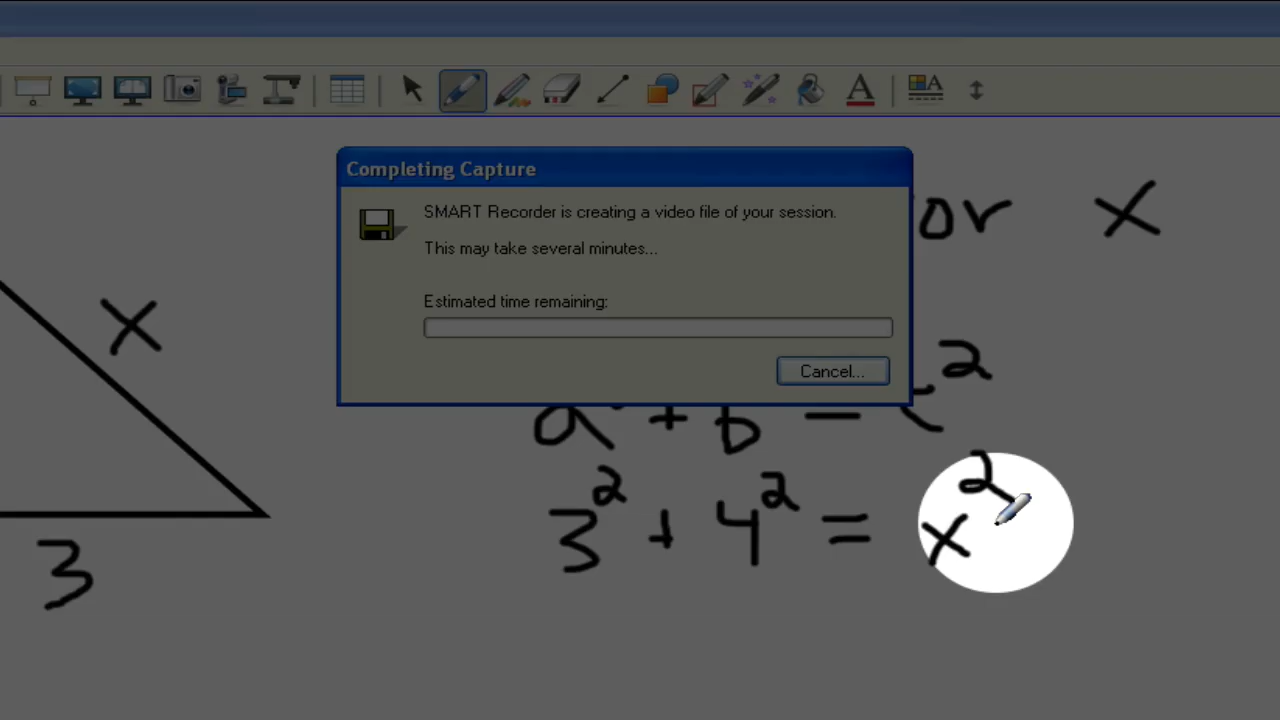 Completing Capture
SMART Recorder is creating a video file of your session.
This may take several minutes...
Estimated time remaining:
Cancel...
or x
x
a + b = c²
3² + 4² = x²
3